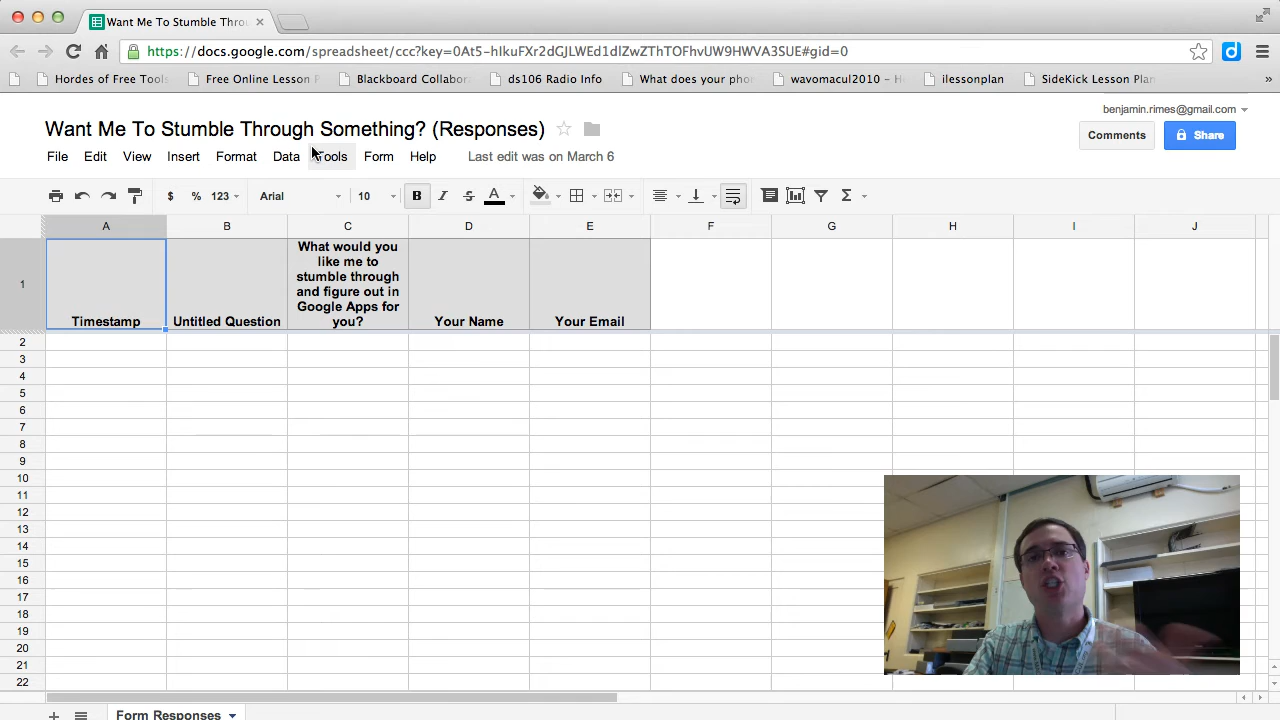 Want Me To Stumble Throu
https://docs.google.com/spreadsheet/ccc?key=0At5-hIkuFXr2dGJLWEd1dlZwZThTOFhvUW9HWVA3SUE#gid=0
Hordes of Free Tools Free Online Lesson P Blackboard Collabor ds106 Radio Info What does your pho wavomacul2010 - H ilessonplan SideKick Lesson Plan »
benjamin.rimes@gmail.com
Want Me To Stumble Through Something? (Responses)
Comments Share
File Edit View Insert Format Data Tools Form Help Last edit was on March 6
$ % 123 Arial 10 B I S A Σ
A B C D E F G H I J
1 Timestamp Untitled Question What would you
like me to
stumble through
and figure out in
Google Apps for
you? Your Name Your Email
2
3
4
5
6
7
8
9
10
11
12
13
14
15
16
17
18
19
20
21
22
+ Form Responses